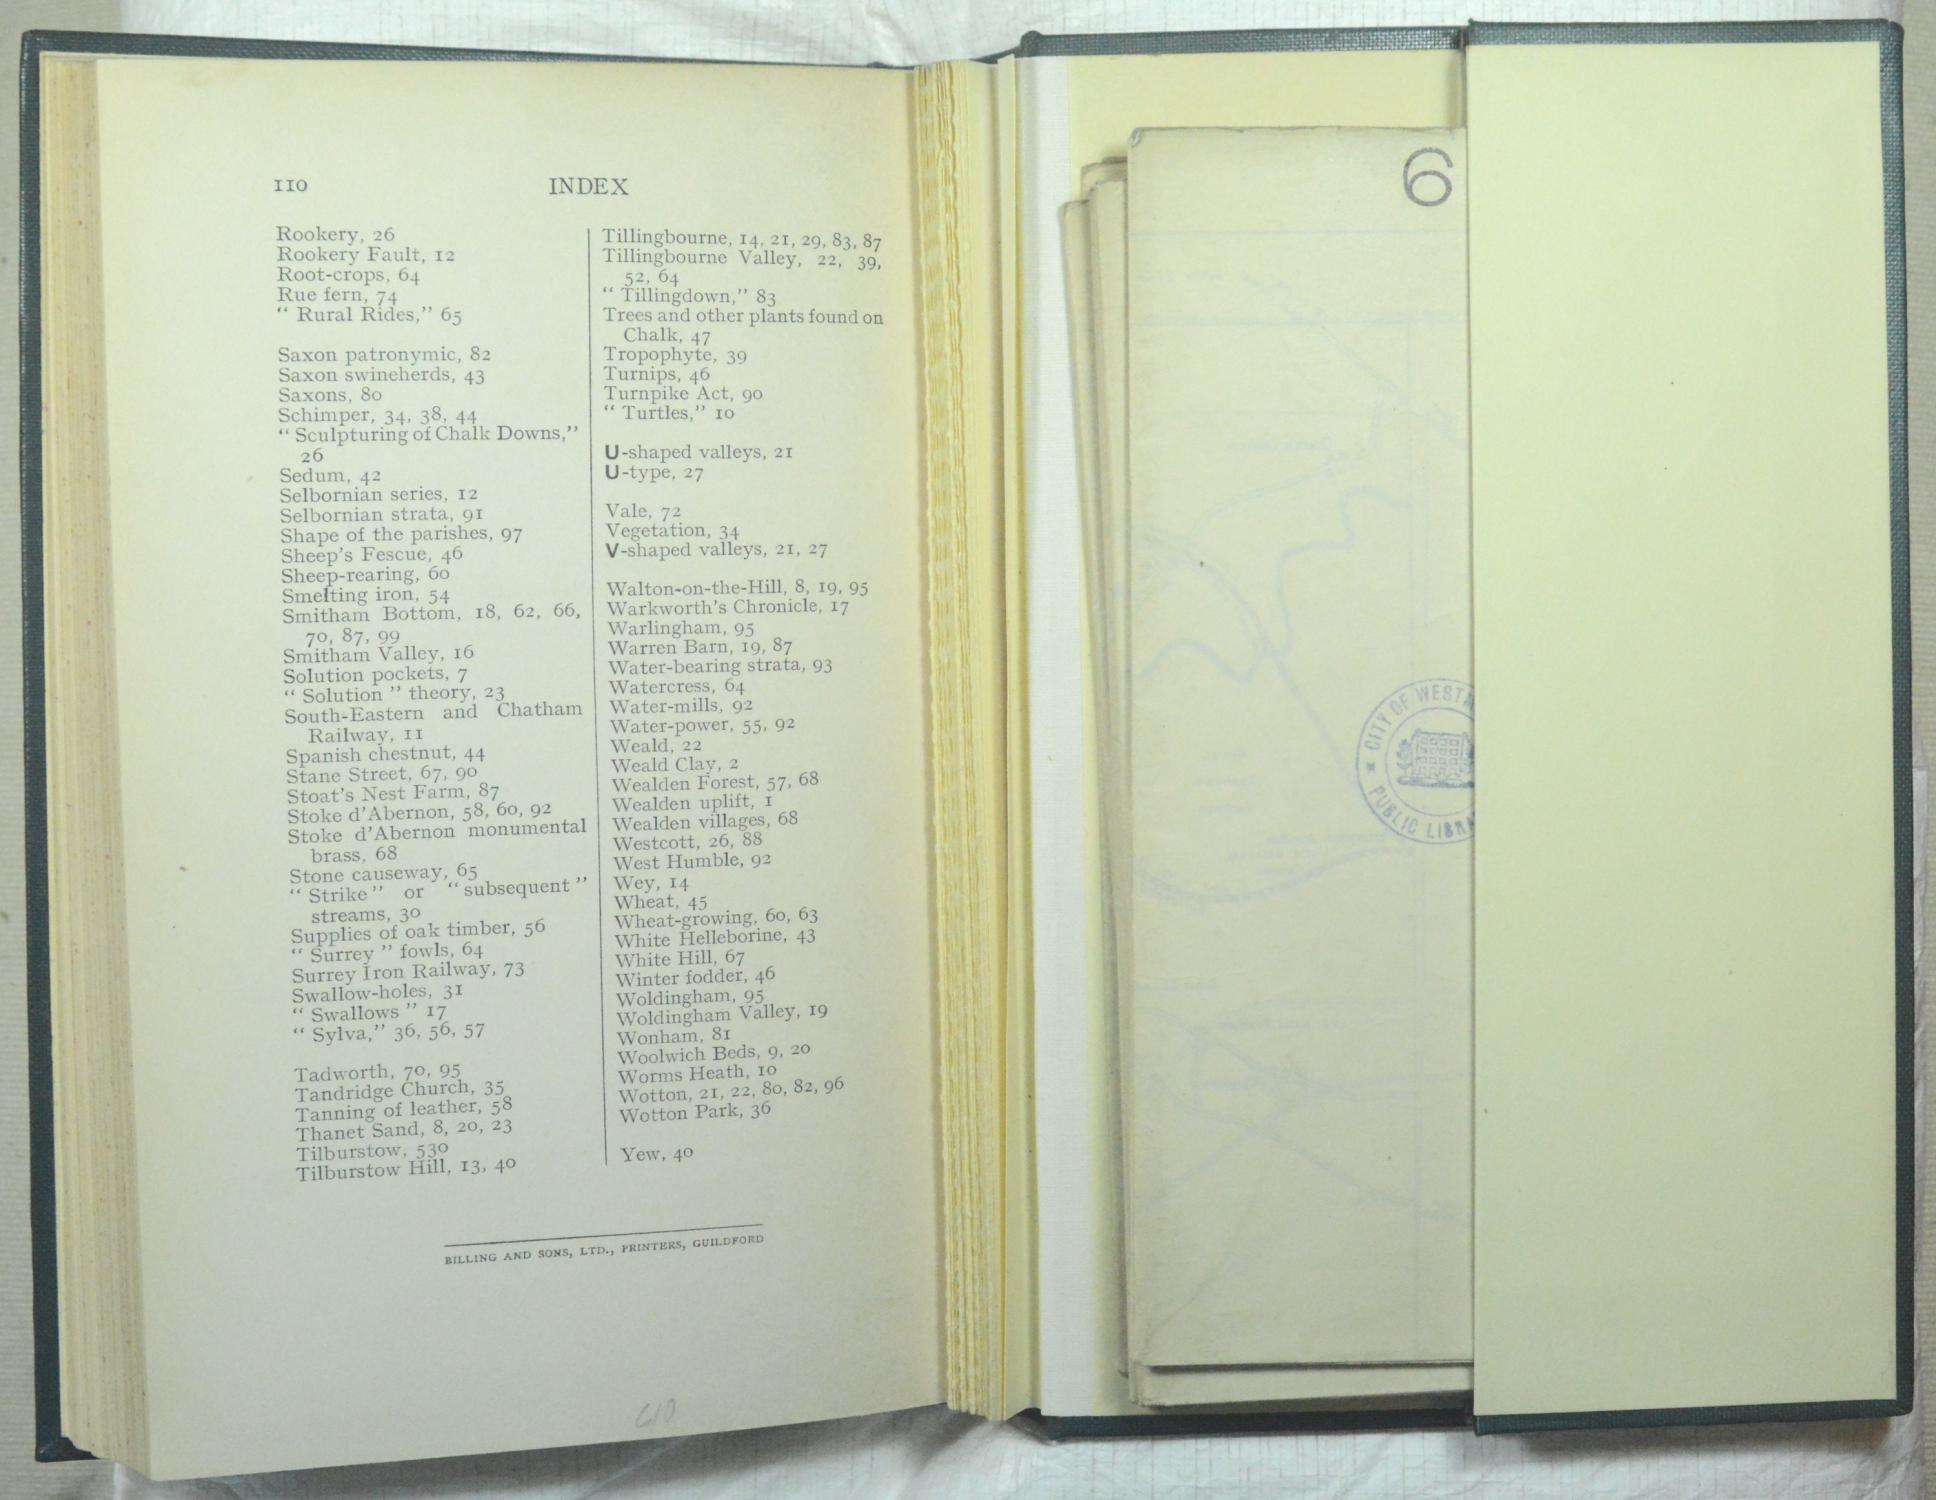 110
INDEX
Rookery, 26
Rookery Fault, 12
Root-crops, 64
Rue fern, 74
“ Rural Rides,” 65
Saxon patronymic, 82
Saxon swineherds, 43
Saxons, 80
Schimper, 34, 38, 44
“ Sculpturing of Chalk Downs,”
26
Sedum, 42
Selbornian series, 12
Selbornian strata, 91
Shape of the parishes, 97
Sheep's Fescue, 46
Sheep-rearing, 60
Smelting iron, 54
Smitham Bottom, 18, 62, 66,
70, 87, 99
Smitham Valley, 16
Solution pockets, 7
“ Solution ” theory, 23
South-Eastern and Chatham
Railway, 11
Spanish chestnut, 44
Stane Street, 67, 90
Stoat's Nest Farm, 87
Stoke d'Abernon, 58, 60, 92
Stoke d'Abernon monumental
brass, 68
Stone causeway, 65
“ Strike ” or “ subsequent ”
streams, 30
Supplies of oak timber, 56
“ Surrey ” fowls, 64
Surrey Iron Railway, 73
Swallow-holes, 31
“ Swallows ” 17
“ Sylva,” 36, 56, 57
Tadworth, 70, 95
Tandridge Church, 35
Tanning of leather, 58
Thanet Sand, 8, 20, 23
Tilburstow, 530
Tilburstow Hill, 13, 40
Tillingbourne, 14, 21, 29, 83, 87
Tillingbourne Valley, 22, 39,
52, 64
“ Tillingdown,” 83
Trees and other plants found on
Chalk, 47
Tropophyte, 39
Turnips, 46
Turnpike Act, 90
“ Turtles,” 10
U-shaped valleys, 21
U-type, 27
Vale, 72
Vegetation, 34
V-shaped valleys, 21, 27
Walton-on-the-Hill, 8, 19, 95
Warkworth's Chronicle, 17
Warlingham, 95
Warren Barn, 19, 87
Water-bearing strata, 93
Watercress, 64
Water-mills, 92
Water-power, 55, 92
Weald, 22
Weald Clay, 2
Wealden Forest, 57, 68
Wealden uplift, 1
Wealden villages, 68
Westcott, 26, 88
West Humble, 92
Wey, 14
Wheat, 45
Wheat-growing, 60, 63
White Helleborine, 43
White Hill, 67
Winter fodder, 46
Woldingham, 95
Woldingham Valley, 19
Wonham, 81
Woolwich Beds, 9, 20
Worms Heath, 10
Wotton, 21, 22, 80, 82, 96
Wotton Park, 36
Yew, 40
BILLING AND SONS, LTD., PRINTERS, GUILDFORD
6
CITY OF WESTM
PUBLIC LIBRA